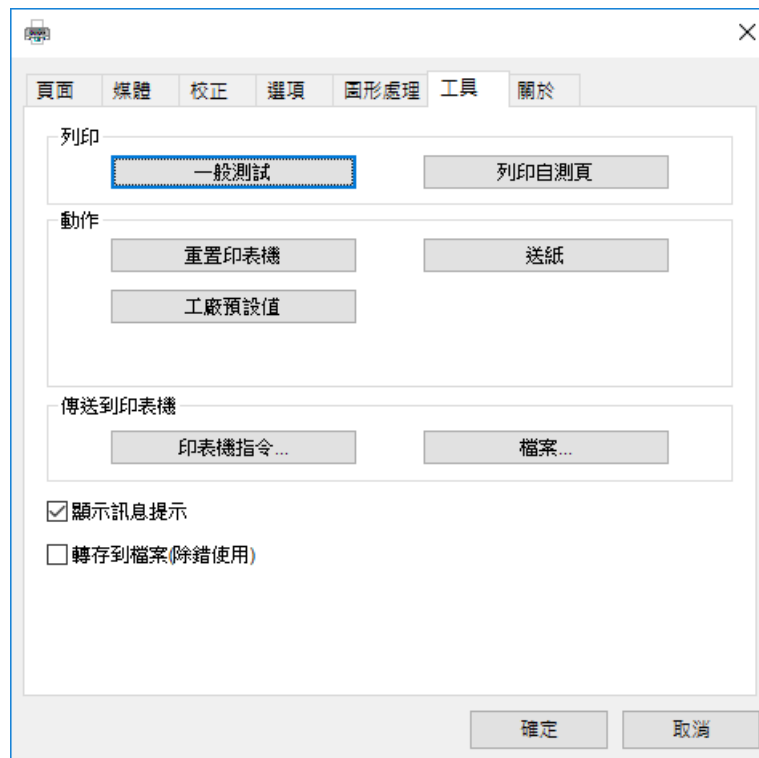 頁面 媒體 校正 選項 圖形處理 工具 關於
列印
一般測試 列印自測頁
動作
重置印表機 送紙
工廠預設值
傳送到印表機
印表機指令... 檔案...
顯示訊息提示
轉存到檔案(除錯使用)
確定 取消